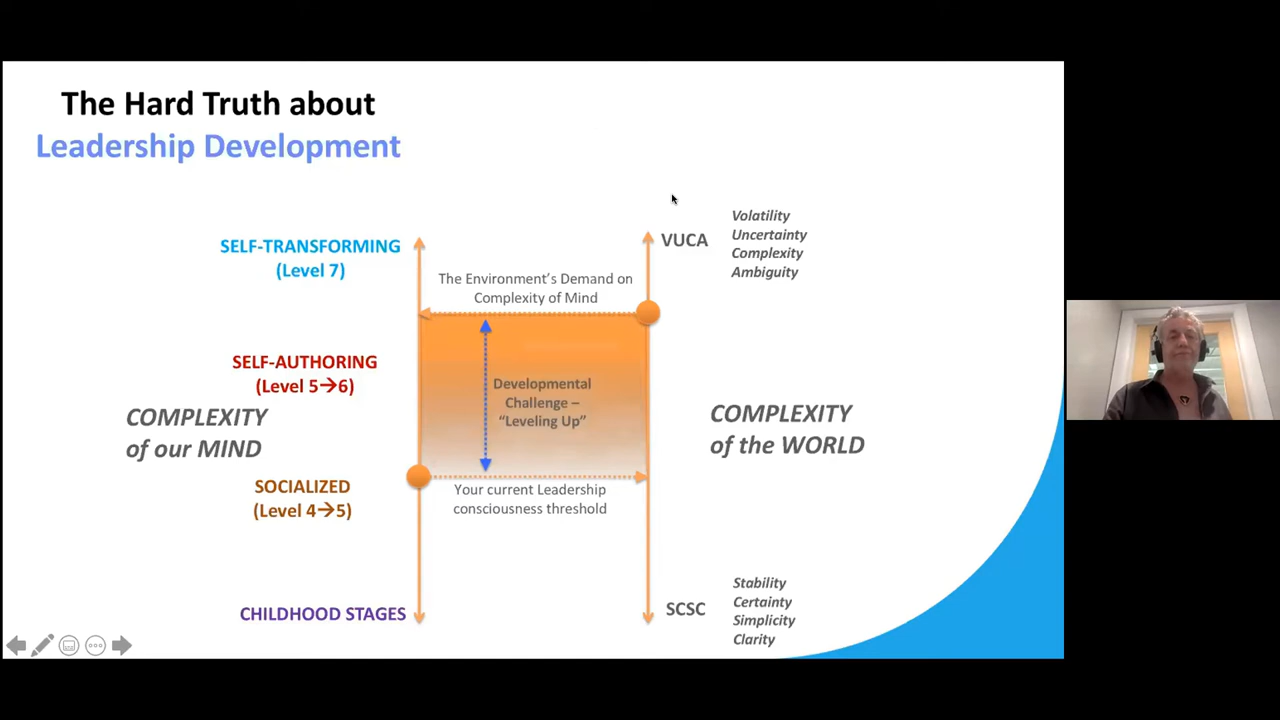 The Hard Truth about
Leadership Development
SELF-TRANSFORMING
(Level 7)
SELF-AUTHORING
(Level 5→6)
COMPLEXITY
of our MIND
SOCIALIZED
(Level 4→5)
CHILDHOOD STAGES
The Environment’s Demand on
Complexity of Mind
Developmental
Challenge –
“Leveling Up”
Your current Leadership
consciousness threshold
VUCA
Volatility
Uncertainty
Complexity
Ambiguity
COMPLEXITY
of the WORLD
SCSC
Stability
Certainty
Simplicity
Clarity